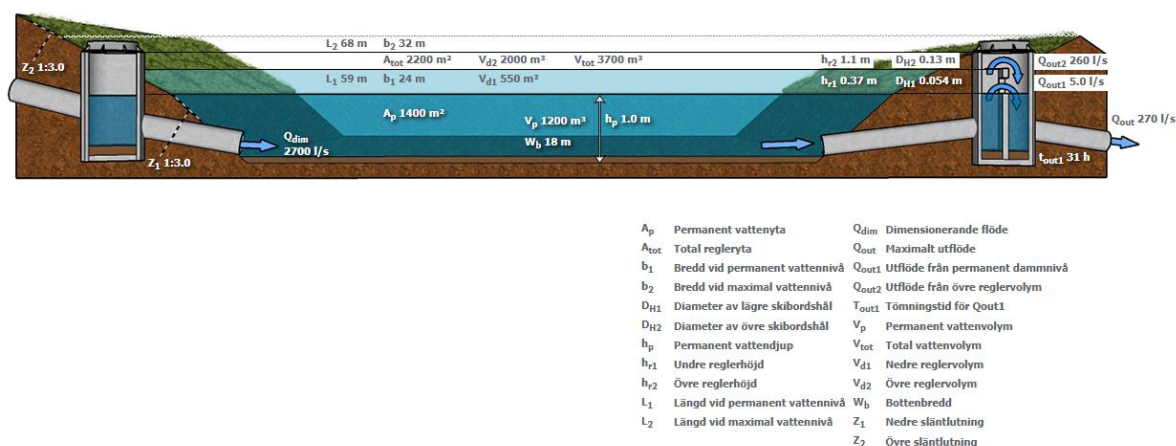 L2 68 m b2 32 m
Atot 2200 m² Vd2 2000 m³ Vtot 3700 m³ hr2 1.1 m DH2 0.13 m Qout2 260 l/s
Z2 1:3.0
L1 59 m b1 24 m Vd1 550 m³ hr1 0.37 m DH1 0.054 m Qout1 5.0 l/s
Ap 1400 m² Vp 1200 m³ hp 1.0 m Qout 270 l/s
Qdim Wb 18 m
2700 l/s
Z1 1:3.0 tout1 31 h
Ap Permanent vattenyta Qdim Dimensionerande flöde
Atot Total regleryta Qout Maximalt utflöde
b1 Bredd vid permanent vattennivå Qout1 Utflöde från permanent dammnivå
b2 Bredd vid maximal vattennivå Qout2 Utflöde från övre reglervolym
DH1 Diameter av lägre skibordshål Tout1 Tömningstid för Qout1
DH2 Diameter av övre skibordshål Vp Permanent vattenvolym
hp Permanent vattendjup Vtot Total vattenvolym
hr1 Undre reglerhöjd Vd1 Nedre reglervolym
hr2 Övre reglerhöjd Vd2 Övre reglervolym
L1 Längd vid permanent vattennivå Wb Bottenbredd
L2 Längd vid maximal vattennivå Z1 Nedre släntlutning
Z2 Övre släntlutning